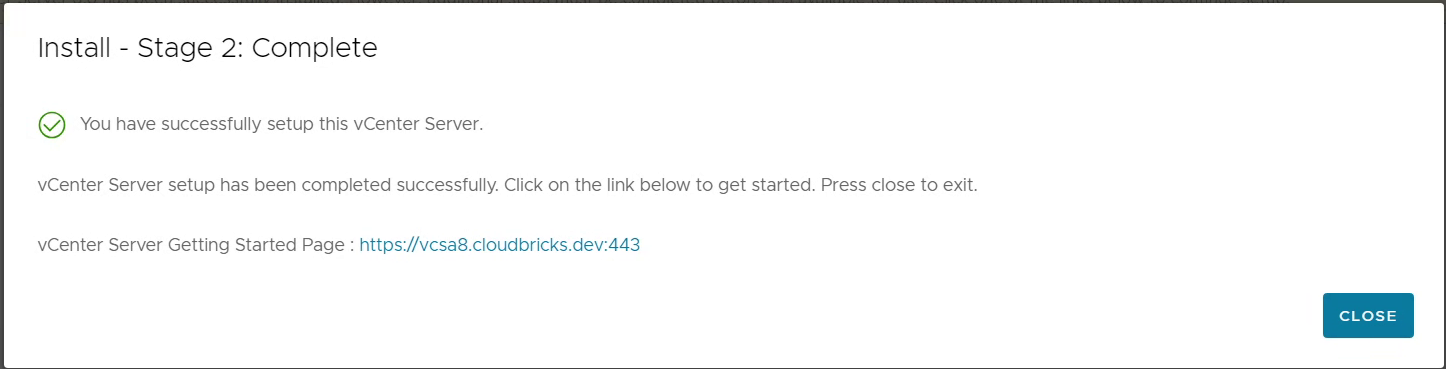 Install - Stage 2: Complete
You have successfully setup this vCenter Server.
vCenter Server setup has been completed successfully. Click on the link below to get started. Press close to exit.
vCenter Server Getting Started Page : https://vcsa8.cloudbricks.dev:443
CLOSE